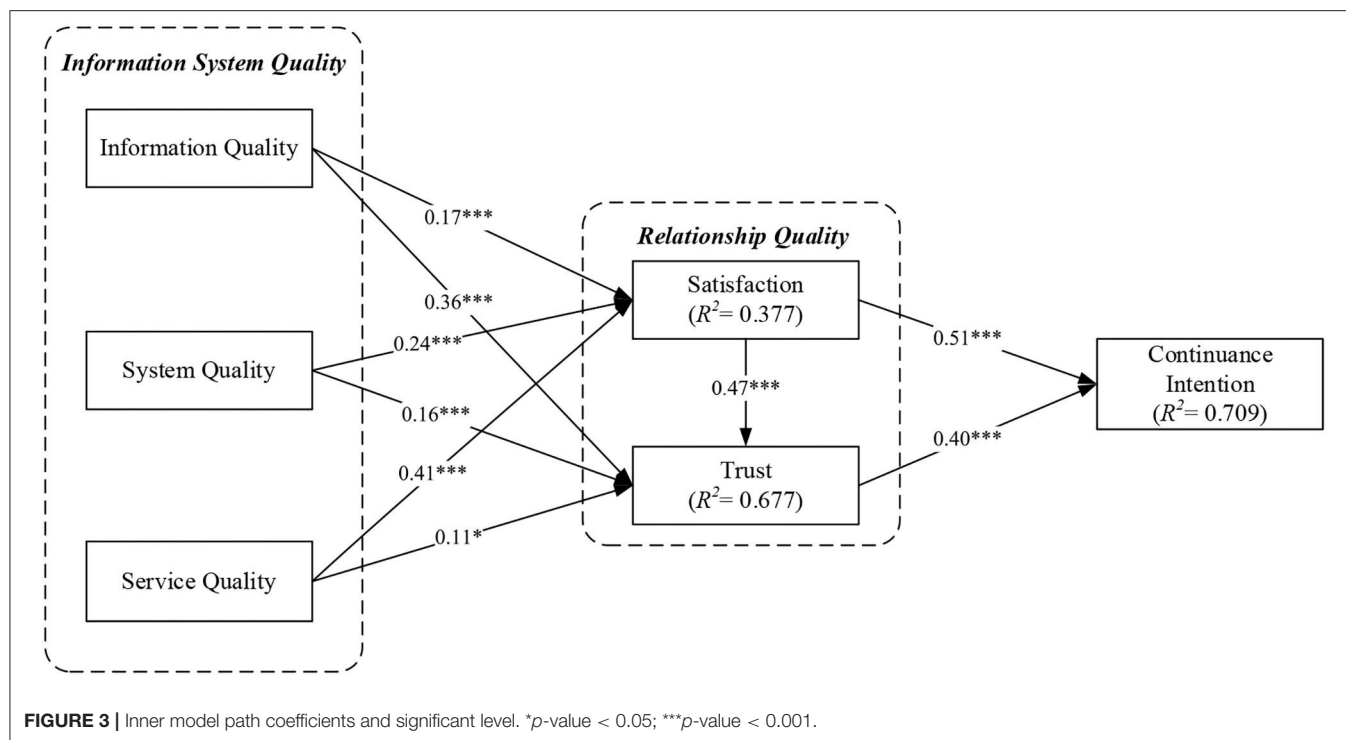 Information System Quality
Information Quality
0.17***
Relationship Quality
Satisfaction
(R²= 0.377)
0.36***
System Quality
0.24***
0.51***
Continuance
Intention
(R²= 0.709)
0.47***
0.16***
0.40***
0.41***
Trust
(R²= 0.677)
0.11*
Service Quality
FIGURE 3 | Inner model path coefficients and significant level. *p-value < 0.05; ***p-value < 0.001.